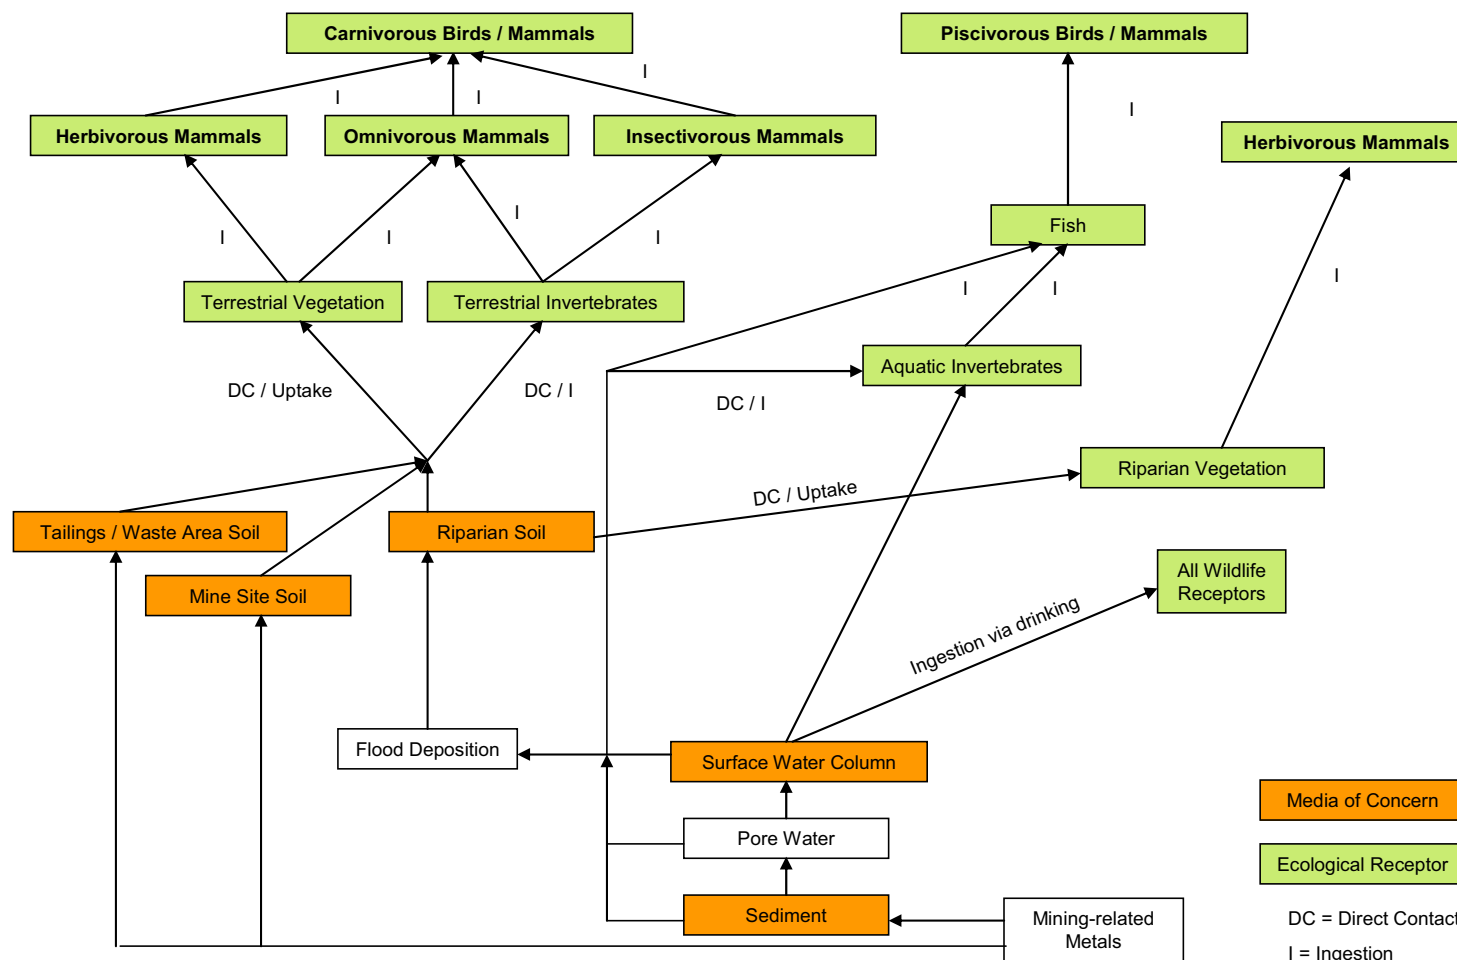 Carnivorous Birds / Mammals
Piscivorous Birds / Mammals
I
I
I
I
Herbivorous Mammals
Omnivorous Mammals
Insectivorous Mammals
Herbivorous Mammals
Fish
I
I
I
I
I
I
I
Terrestrial Vegetation
Terrestrial Invertebrates
Aquatic Invertebrates
DC / Uptake
DC / I
DC / I
Riparian Vegetation
DC / Uptake
Tailings / Waste Area Soil
Riparian Soil
Mine Site Soil
All Wildlife
Receptors
Ingestion via drinking
Flood Deposition
Surface Water Column
Media of Concern
Pore Water
Ecological Receptor
Sediment
Mining-related
Metals
DC = Direct Contact
I = Ingestion